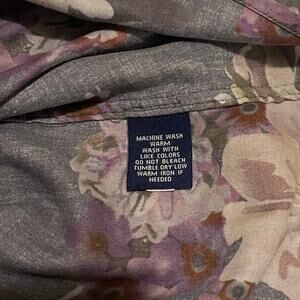 MACHINE WASH
WARM
WASH WITH
LIKE COLORS
DO NOT BLEACH
TUMBLE DRY LOW
WARM IRON IF
NEEDED